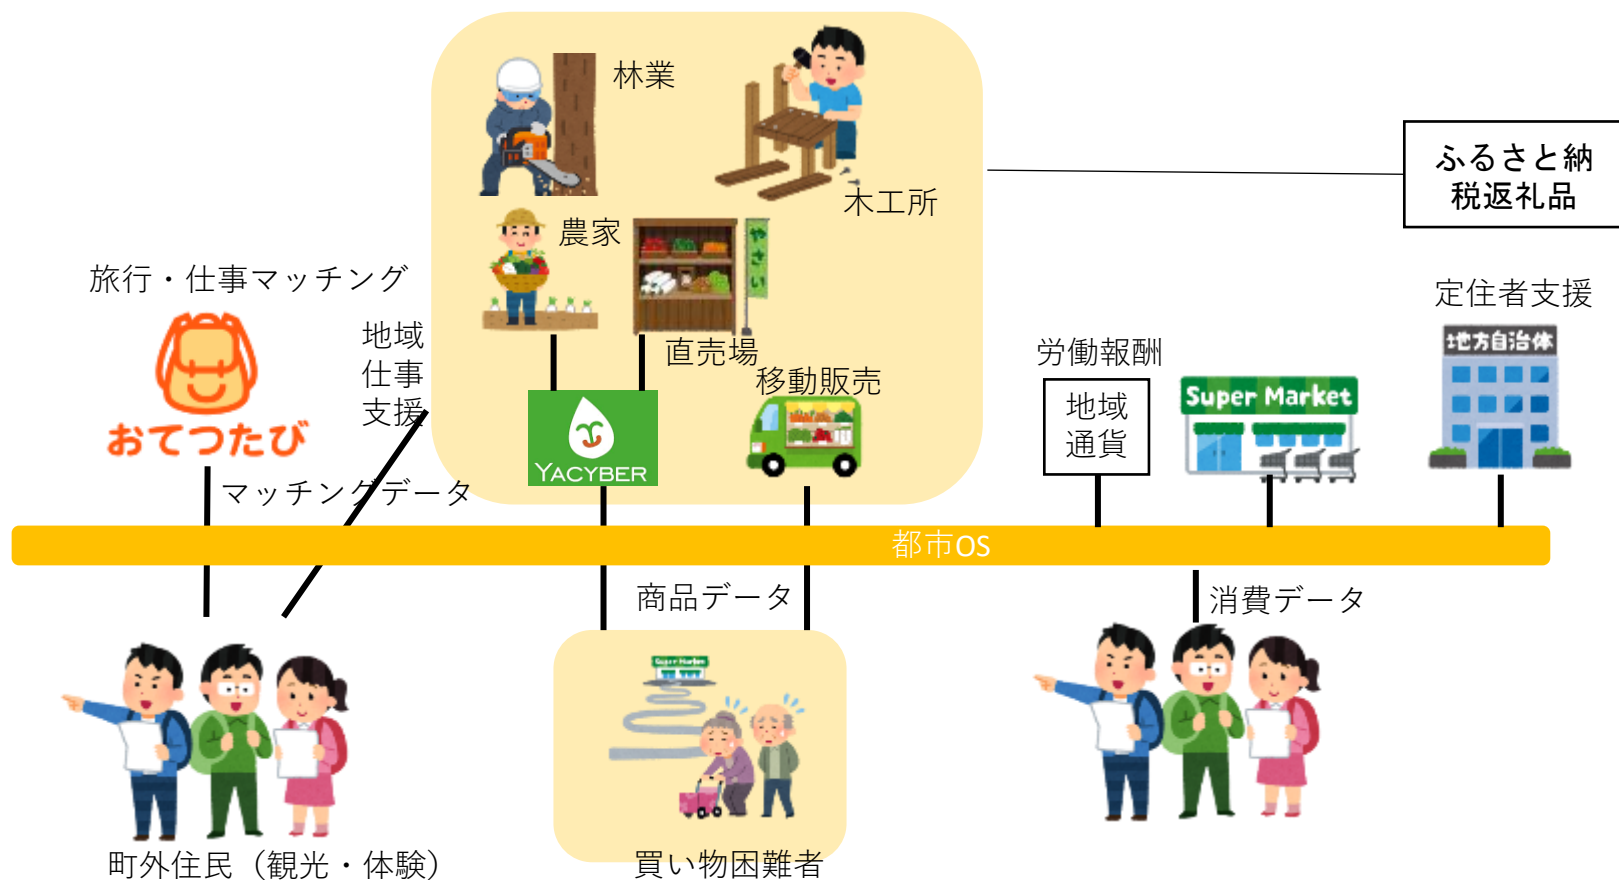 林業
木工所
ふるさと納
税返礼品
農家
やさい
旅行・仕事マッチング
地域
仕事
支援
直売場
移動販売
労働報酬
地域
通貨
Super Market
定住者支援
地方自治体
おてつたび
YACYBER
マッチングデータ
都市OS
商品データ
消費データ
Super Market
町外住民（観光・体験）
買い物困難者